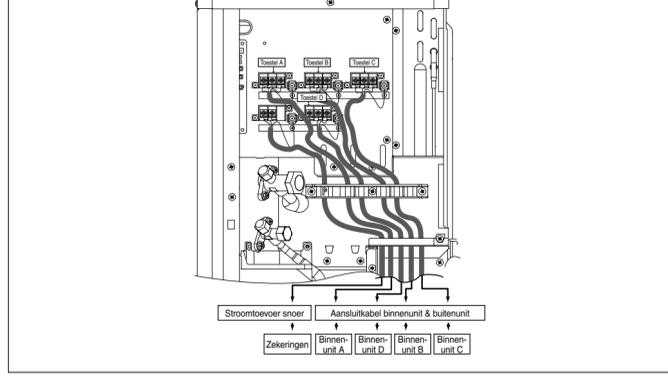 Toestel A
Toestel B
Toestel C
Toestel D
Stroomtoevoer snoer
Aansluitkabel binnenunit & buitenunit
Zekeringen
Binnen-
unit A
Binnen-
unit D
Binnen-
unit B
Binnen-
unit C